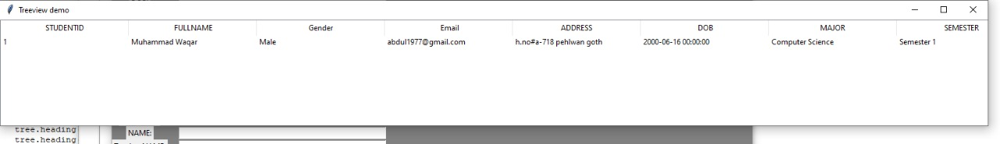 Treeview demo
STUDENTID FULLNAME Gender Email ADDRESS DOB MAJOR SEMESTER
1 Muhammad Waqar Male abdul1977@gmail.com h.no#a-718 pehlwan goth 2000-06-16 00:00:00 Computer Science Semester 1
tree.heading NAME:
tree.heading